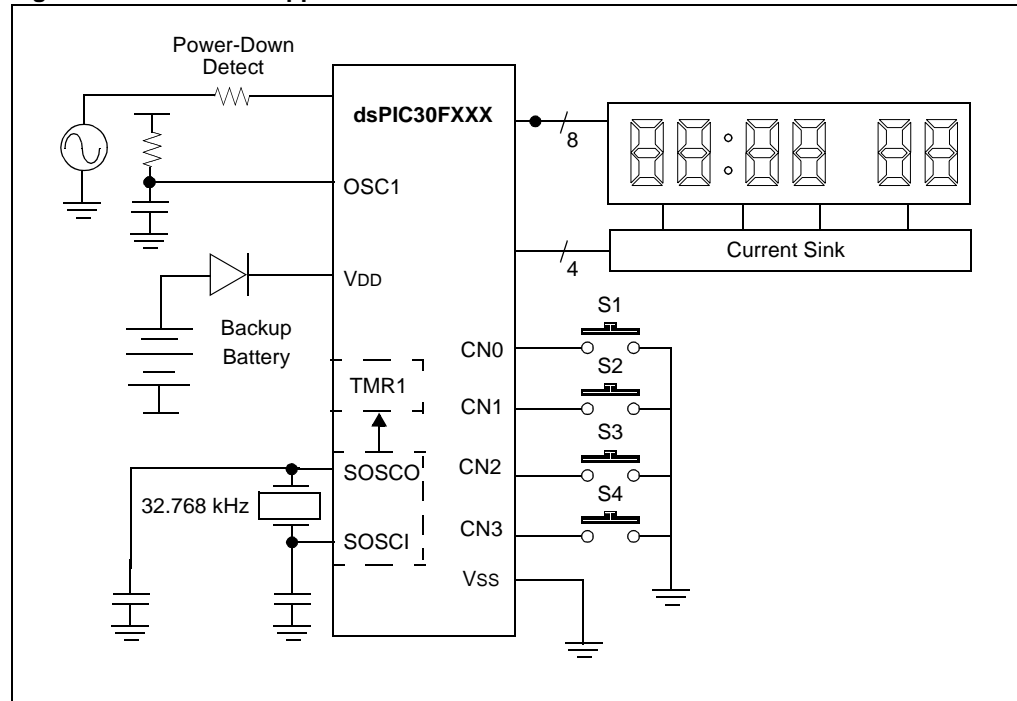 Power-Down
Detect
dsPIC30FXXX
8
OSC1
Current Sink
4
VDD
S1
Backup
Battery
CN0
S2
TMR1
CN1
S3
SOSCO
CN2
32.768 kHz
S4
SOSCI
CN3
VSS